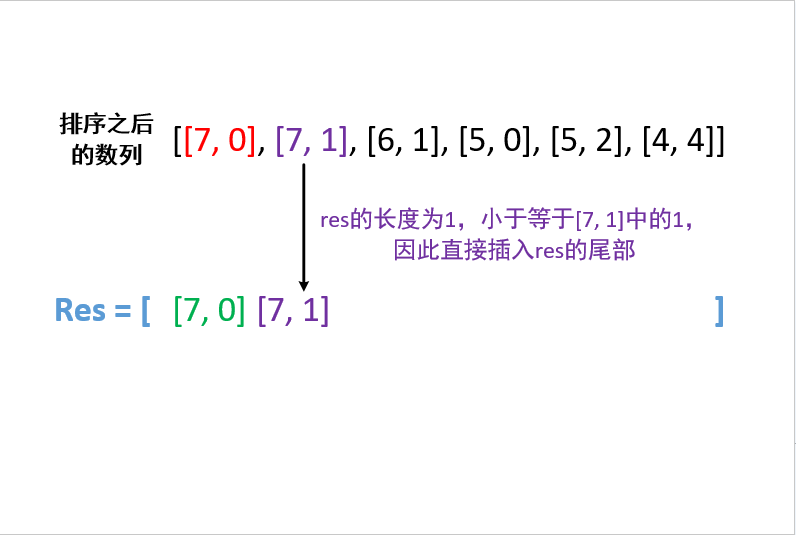 排序之后
的数列
[[7, 0], [7, 1], [6, 1], [5, 0], [5, 2], [4, 4]]
res的长度为1，小于等于[7, 1]中的1，
因此直接插入res的尾部
Res = [ [7, 0] [7, 1] ]